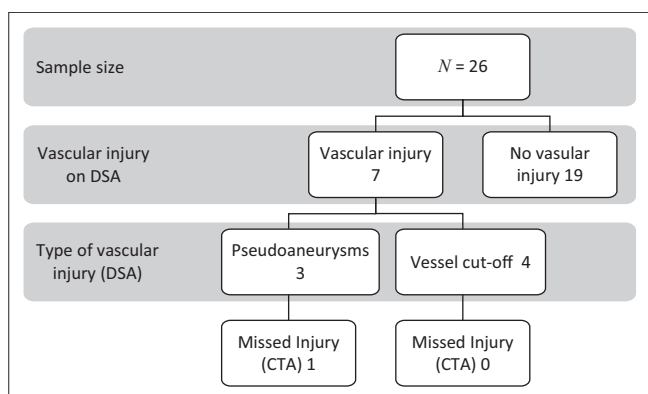 Sample size
N = 26
Vascular injury
on DSA
Vascular injury
7
No vasular
injury 19
Type of vascular
injury (DSA)
Pseudoaneurysms
3
Vessel cut-off 4
Missed Injury
(CTA) 1
Missed Injury
(CTA) 0